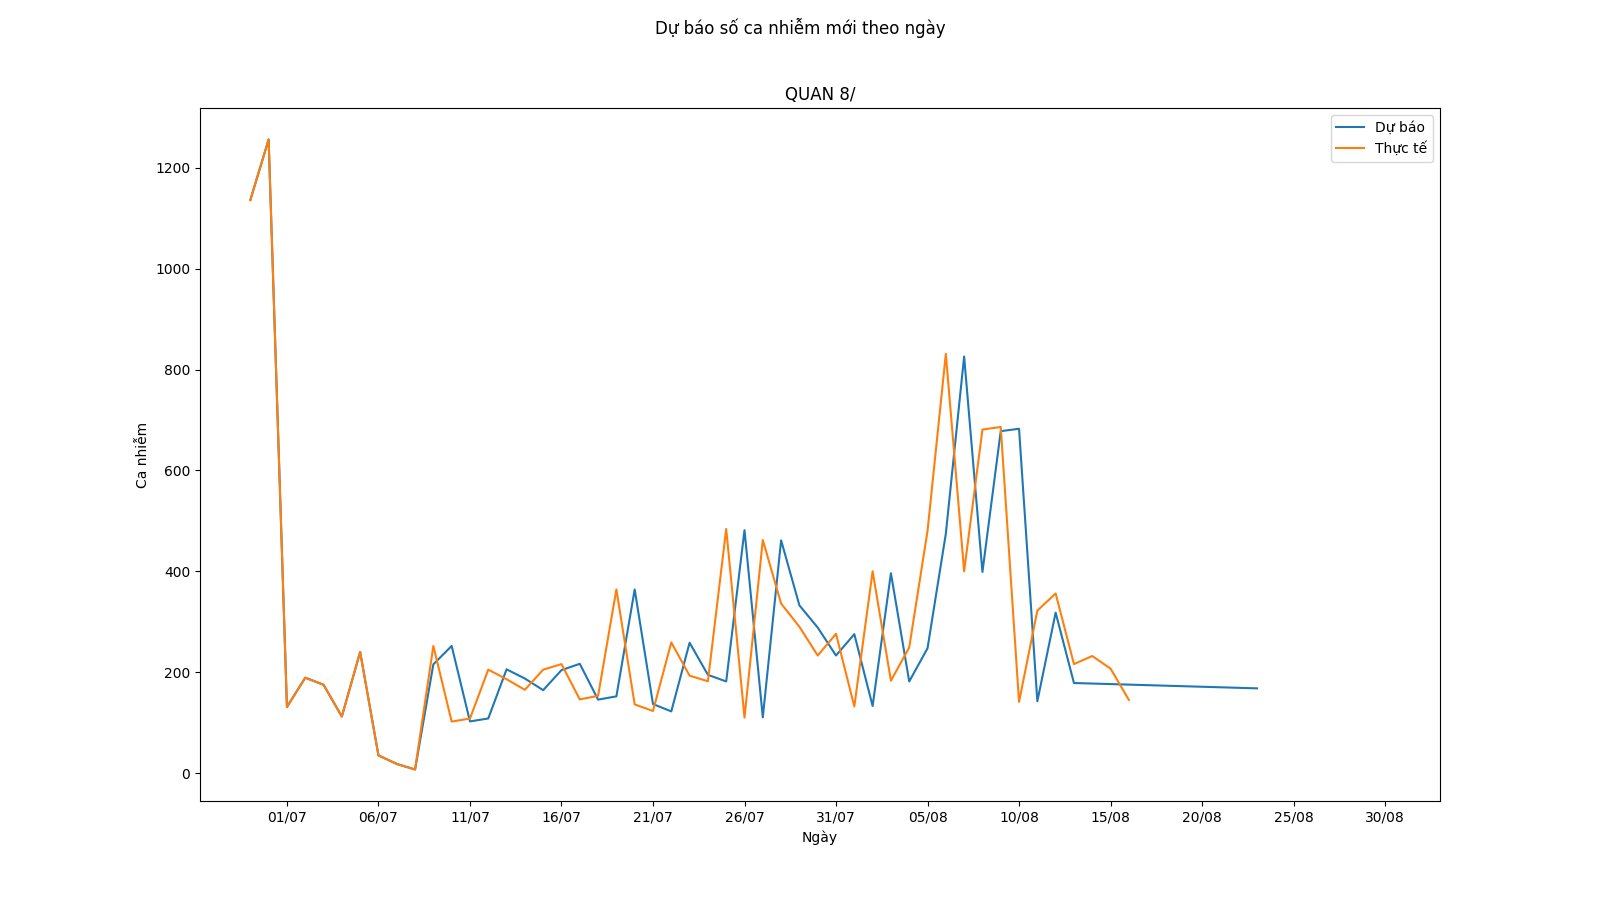 Dự báo số ca nhiễm mới theo ngày
QUAN 8/
Dự báo
Thực tế
1200
1000
800
600
400
200
0
Ca nhiễm
01/07 06/07 11/07 16/07 21/07 26/07 31/07 05/08 10/08 15/08 20/08 25/08 30/08
Ngày